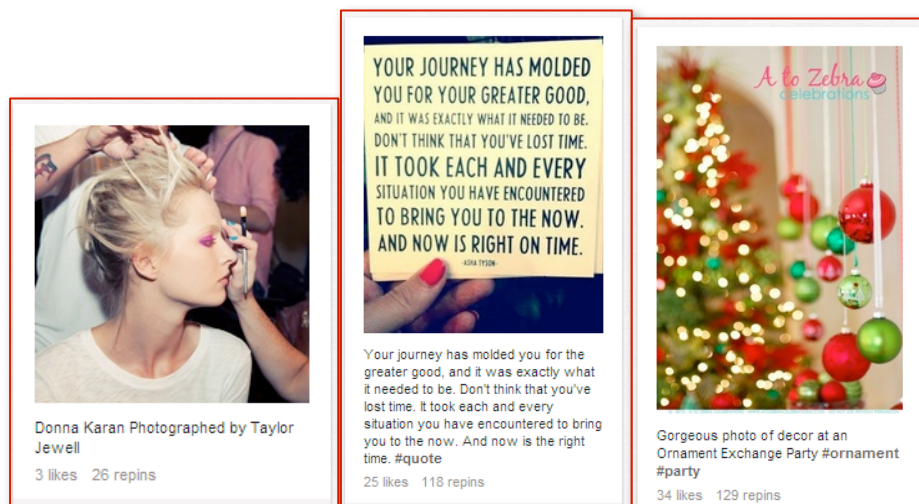 Donna Karan Photographed by Taylor
Jewell
3 likes 26 repins
YOUR JOURNEY HAS MOLDED
YOU FOR YOUR GREATER GOOD,
AND IT WAS EXACTLY WHAT IT NEEDED TO BE.
DON'T THINK THAT YOU'VE LOST TIME.
IT TOOK EACH AND EVERY
SITUATION YOU HAVE ENCOUNTERED
TO BRING YOU TO THE NOW.
AND NOW IS RIGHT ON TIME.
-ASHA TYSON-
Your journey has molded you for the
greater good, and it was exactly what
it needed to be. Don't think that you've
lost time. It took each and every
situation you have encountered to bring
you to the now. And now is the right
time. #quote
25 likes 118 repins
A to Zebra
celebrations
Gorgeous photo of decor at an
Ornament Exchange Party #ornament
#party
34 likes 129 repins